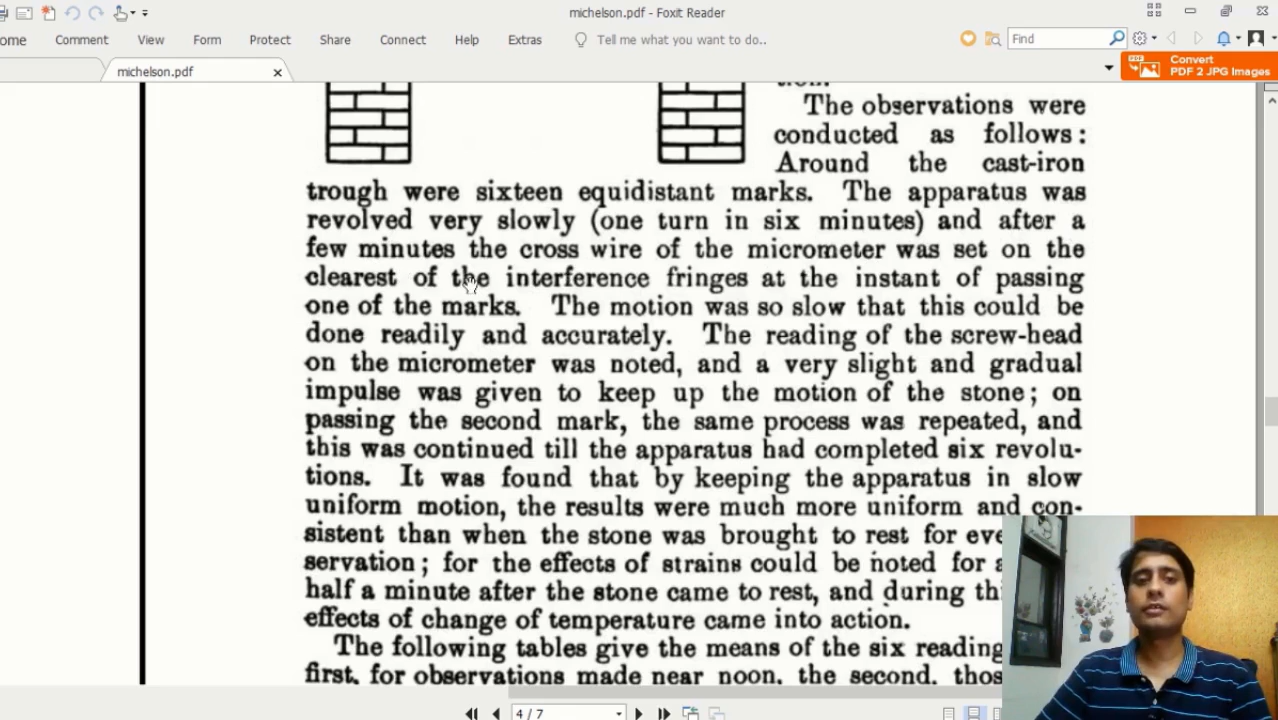 michelson.pdf - Foxit Reader
Comment View Form Protect Share Connect Help Extras Tell me what you want to do.. Find
michelson.pdf
Convert
PDF 2 JPG Images
The observations were
conducted as follows:
Around the cast-iron
trough were sixteen equidistant marks. The apparatus was
revolved very slowly (one turn in six minutes) and after a
few minutes the cross wire of the micrometer was set on the
clearest of the interference fringes at the instant of passing
one of the marks. The motion was so slow that this could be
done readily and accurately. The reading of the screw-head
on the micrometer was noted, and a very slight and gradual
impulse was given to keep up the motion of the stone; on
passing the second mark, the same process was repeated, and
this was continued till the apparatus had completed six revolu-
tions. It was found that by keeping the apparatus in slow
uniform motion, the results were much more uniform and con-
sistent than when the stone was brought to rest for
servation; for the effects of strains could be noted for
half a minute after the stone came to rest, and during
effects of change of temperature came into action.
The following tables give the means of the six
first, for observations made near noon, the second,
4 / 7